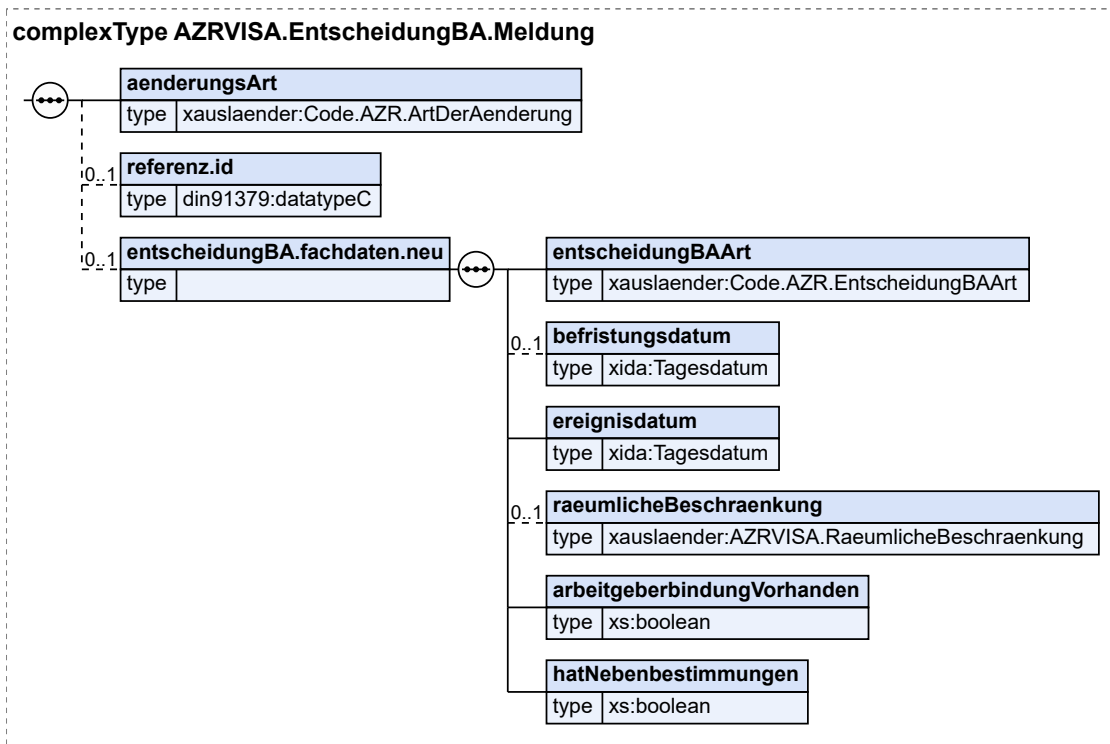 complexType AZRVISA.EntscheidungBA.Meldung
aenderungsArt
type xauslaender:Code.AZR.ArtDerAenderung
0..1 referenz.id
type din91379:datatypeC
0..1 entscheidungBA.fachdaten.neu
type
entscheidungBAArt
type xauslaender:Code.AZR.EntscheidungBAArt
0..1 befristungsdatum
type xida:Tagesdatum
ereignisdatum
type xida:Tagesdatum
0..1 raeumlicheBeschraenkung
type xauslaender:AZRVISA.RaeumlicheBeschraenkung
arbeitgeberbindungVorhanden
type xs:boolean
hatNebenbestimmungen
type xs:boolean